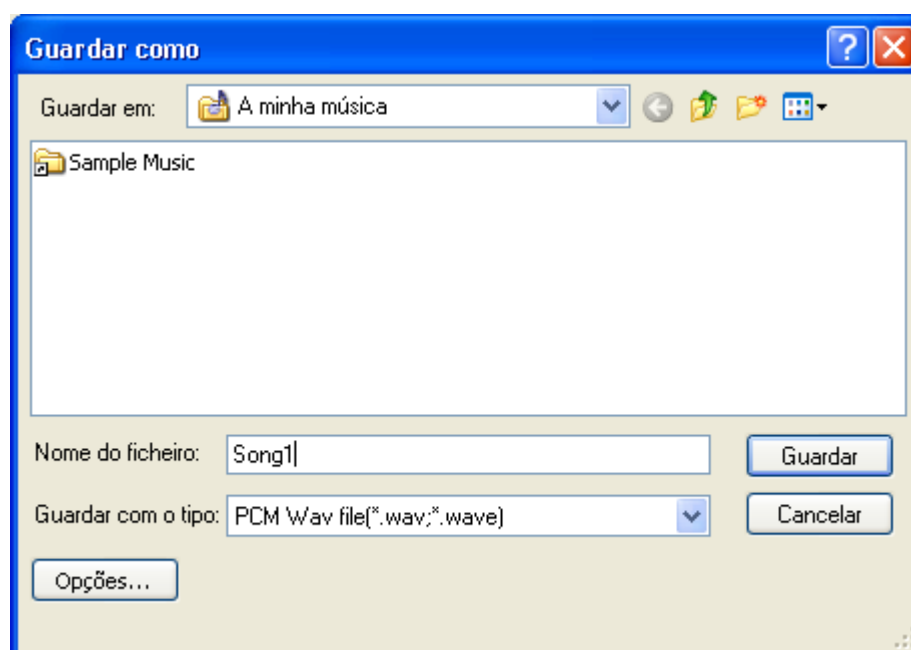 Guardar como
Guardar em: A minha música
Sample Music
Nome do ficheiro: Song1 Guardar
Guardar com o tipo: PCM Wav file(*.wav;*.wave) Cancelar
Opções...